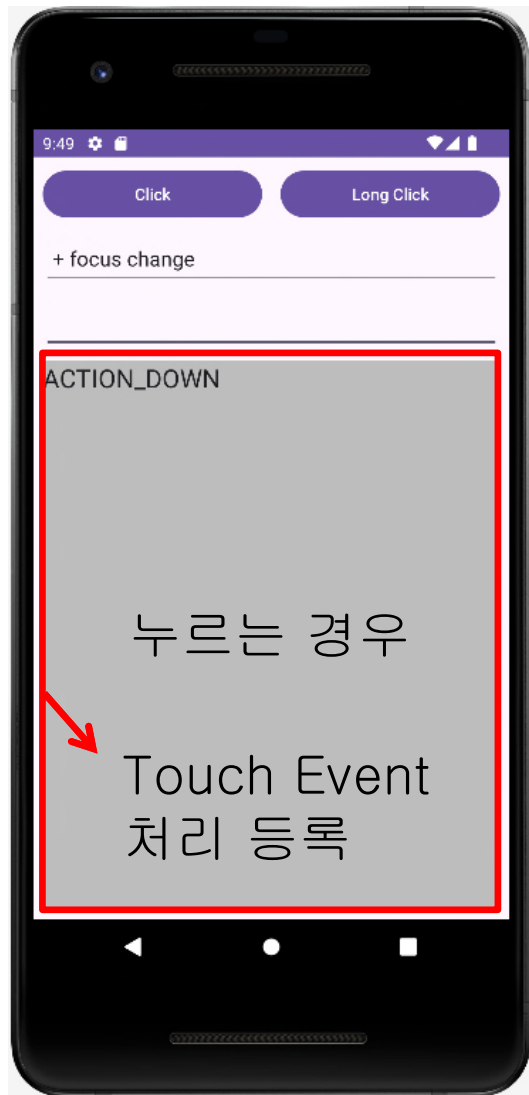 9:49
Click Long Click
+ focus change
ACTION_DOWN
누르는 경우
Touch Event
처리 등록